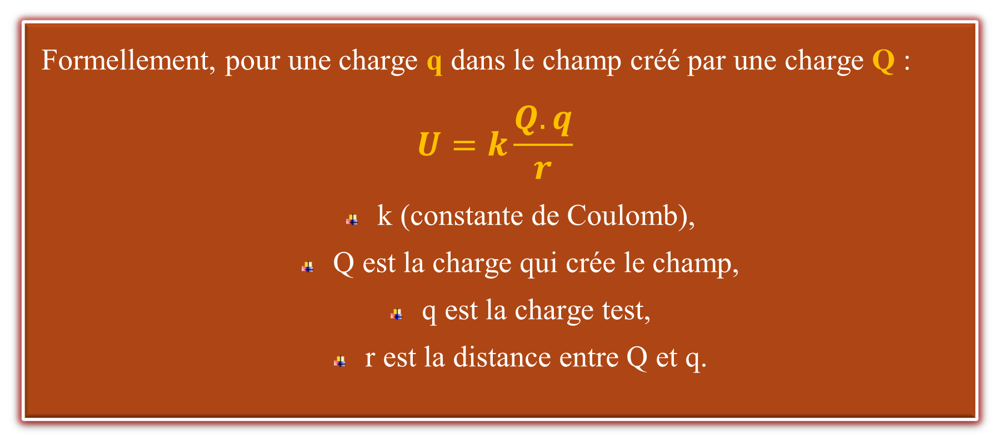 Formellement, pour une charge q dans le champ créé par une charge Q :
U = k Q. q / r
k (constante de Coulomb),
Q est la charge qui crée le champ,
q est la charge test,
r est la distance entre Q et q.